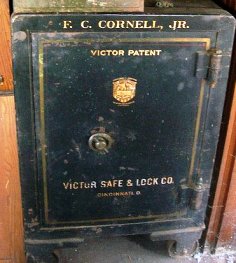 F. C. CORNELL, JR.
VICTOR PATENT
VICTOR SAFE & LOCK CO.
CINCINNATI, O.